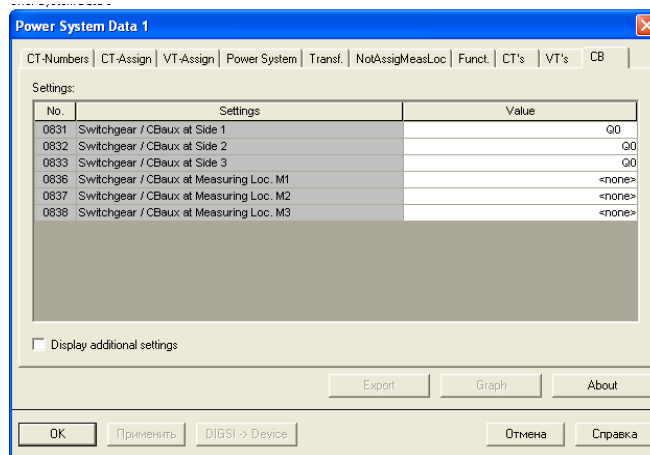 Power System Data 1
CT-Numbers CT-Assign VT-Assign Power System Transf. NotAssigMeasLoc Funct. CT's VT's CB
Settings:
No. Settings Value
0831 Switchgear / CBaux at Side 1 Q0
0832 Switchgear / CBaux at Side 2 Q0
0833 Switchgear / CBaux at Side 3 Q0
0836 Switchgear / CBaux at Measuring Loc. M1 <none>
0837 Switchgear / CBaux at Measuring Loc. M2 <none>
0838 Switchgear / CBaux at Measuring Loc. M3 <none>
Display additional settings
Export Graph About
OK Применить DIGSI -> Device Отмена Справка